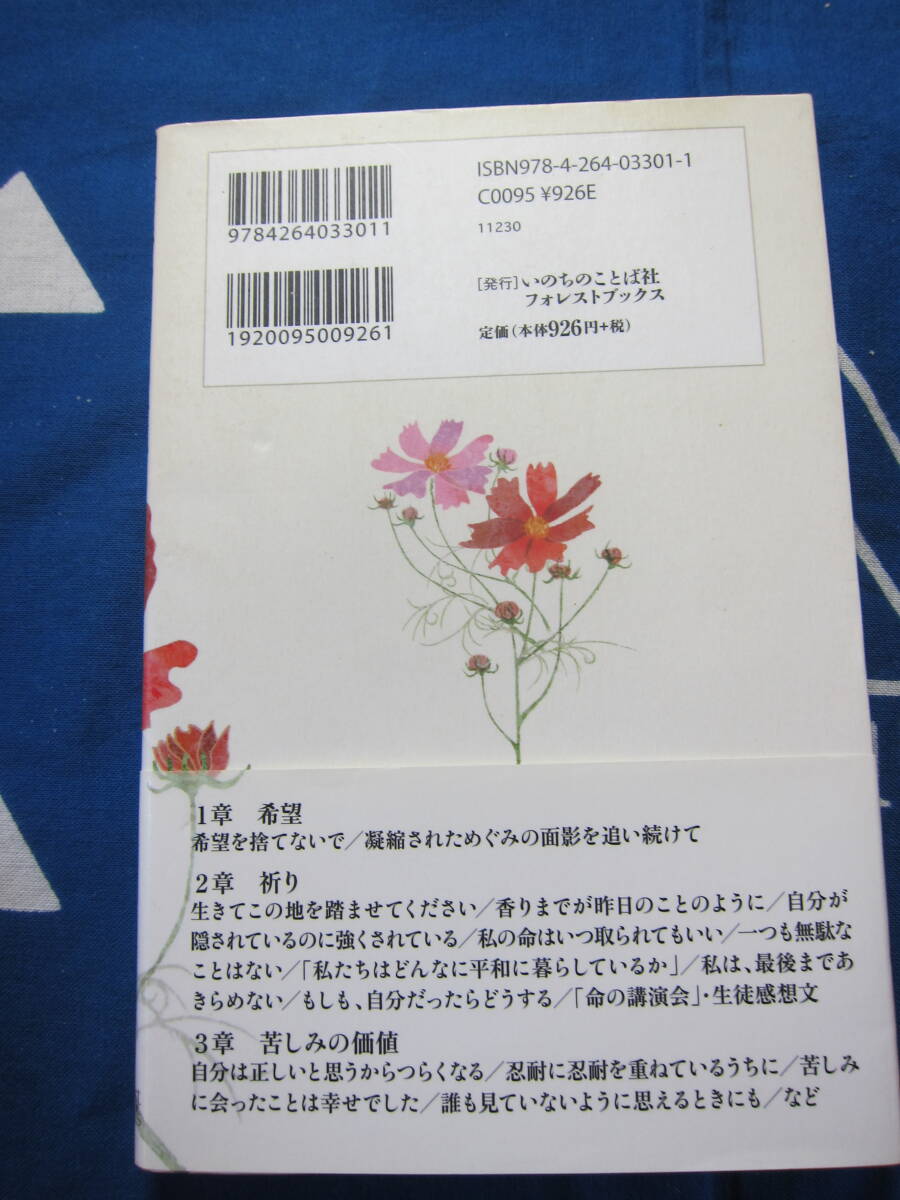 ISBN978-4-264-03301-1
C0095 ¥926E
11230
9784264033011
1920095009261
[発行]いのちのことば社
フォレストブックス
定価(本体926円+税)
1章 希望
希望を捨てないで/凝縮されためぐみの面影を追い続けて
2章 祈り
生きてこの地を踏ませてください/香りまでが昨日のことのように/自分が
隠されているのに強くされている/私の命はいつ取られてもいい/一つも無駄な
ことはない/「私たちはどんなに平和に暮らしているか」/私は、最後まであ
きらめない/もしも、自分だったらどうする/「命の講演会」・生徒感想文
3章 苦しみの価値
自分は正しいと思うからつらくなる/忍耐に忍耐を重ねているうちに/苦しみ
に会ったことは幸せでした/誰も見ていないように思えるときにも/など